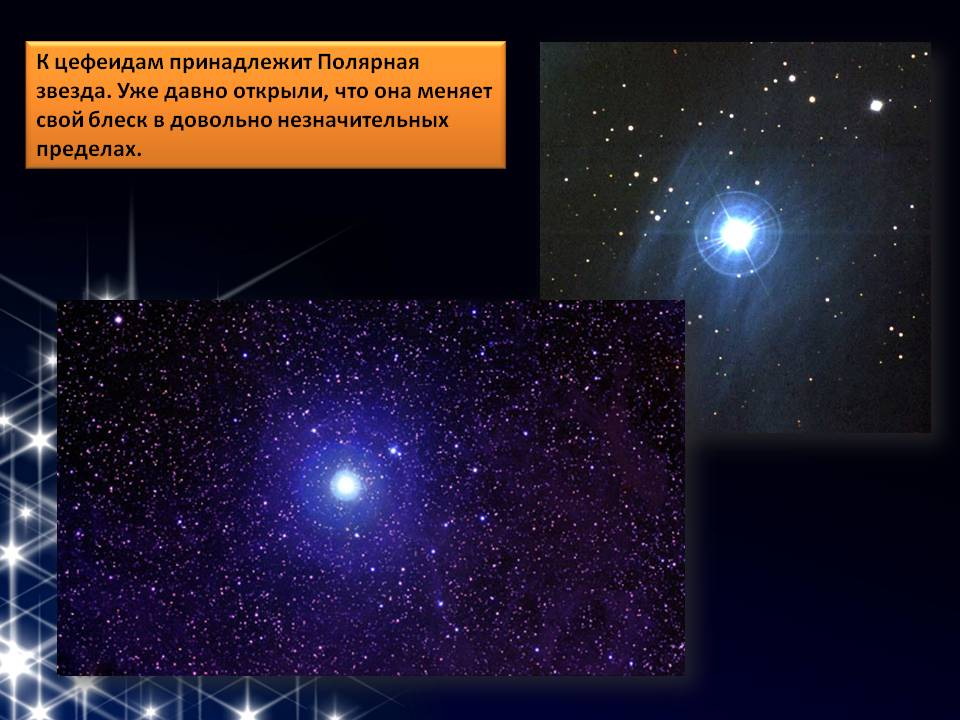 К цефеидам принадлежит Полярная
звезда. Уже давно открыли, что она меняет
свой блеск в довольно незначительных
пределах.